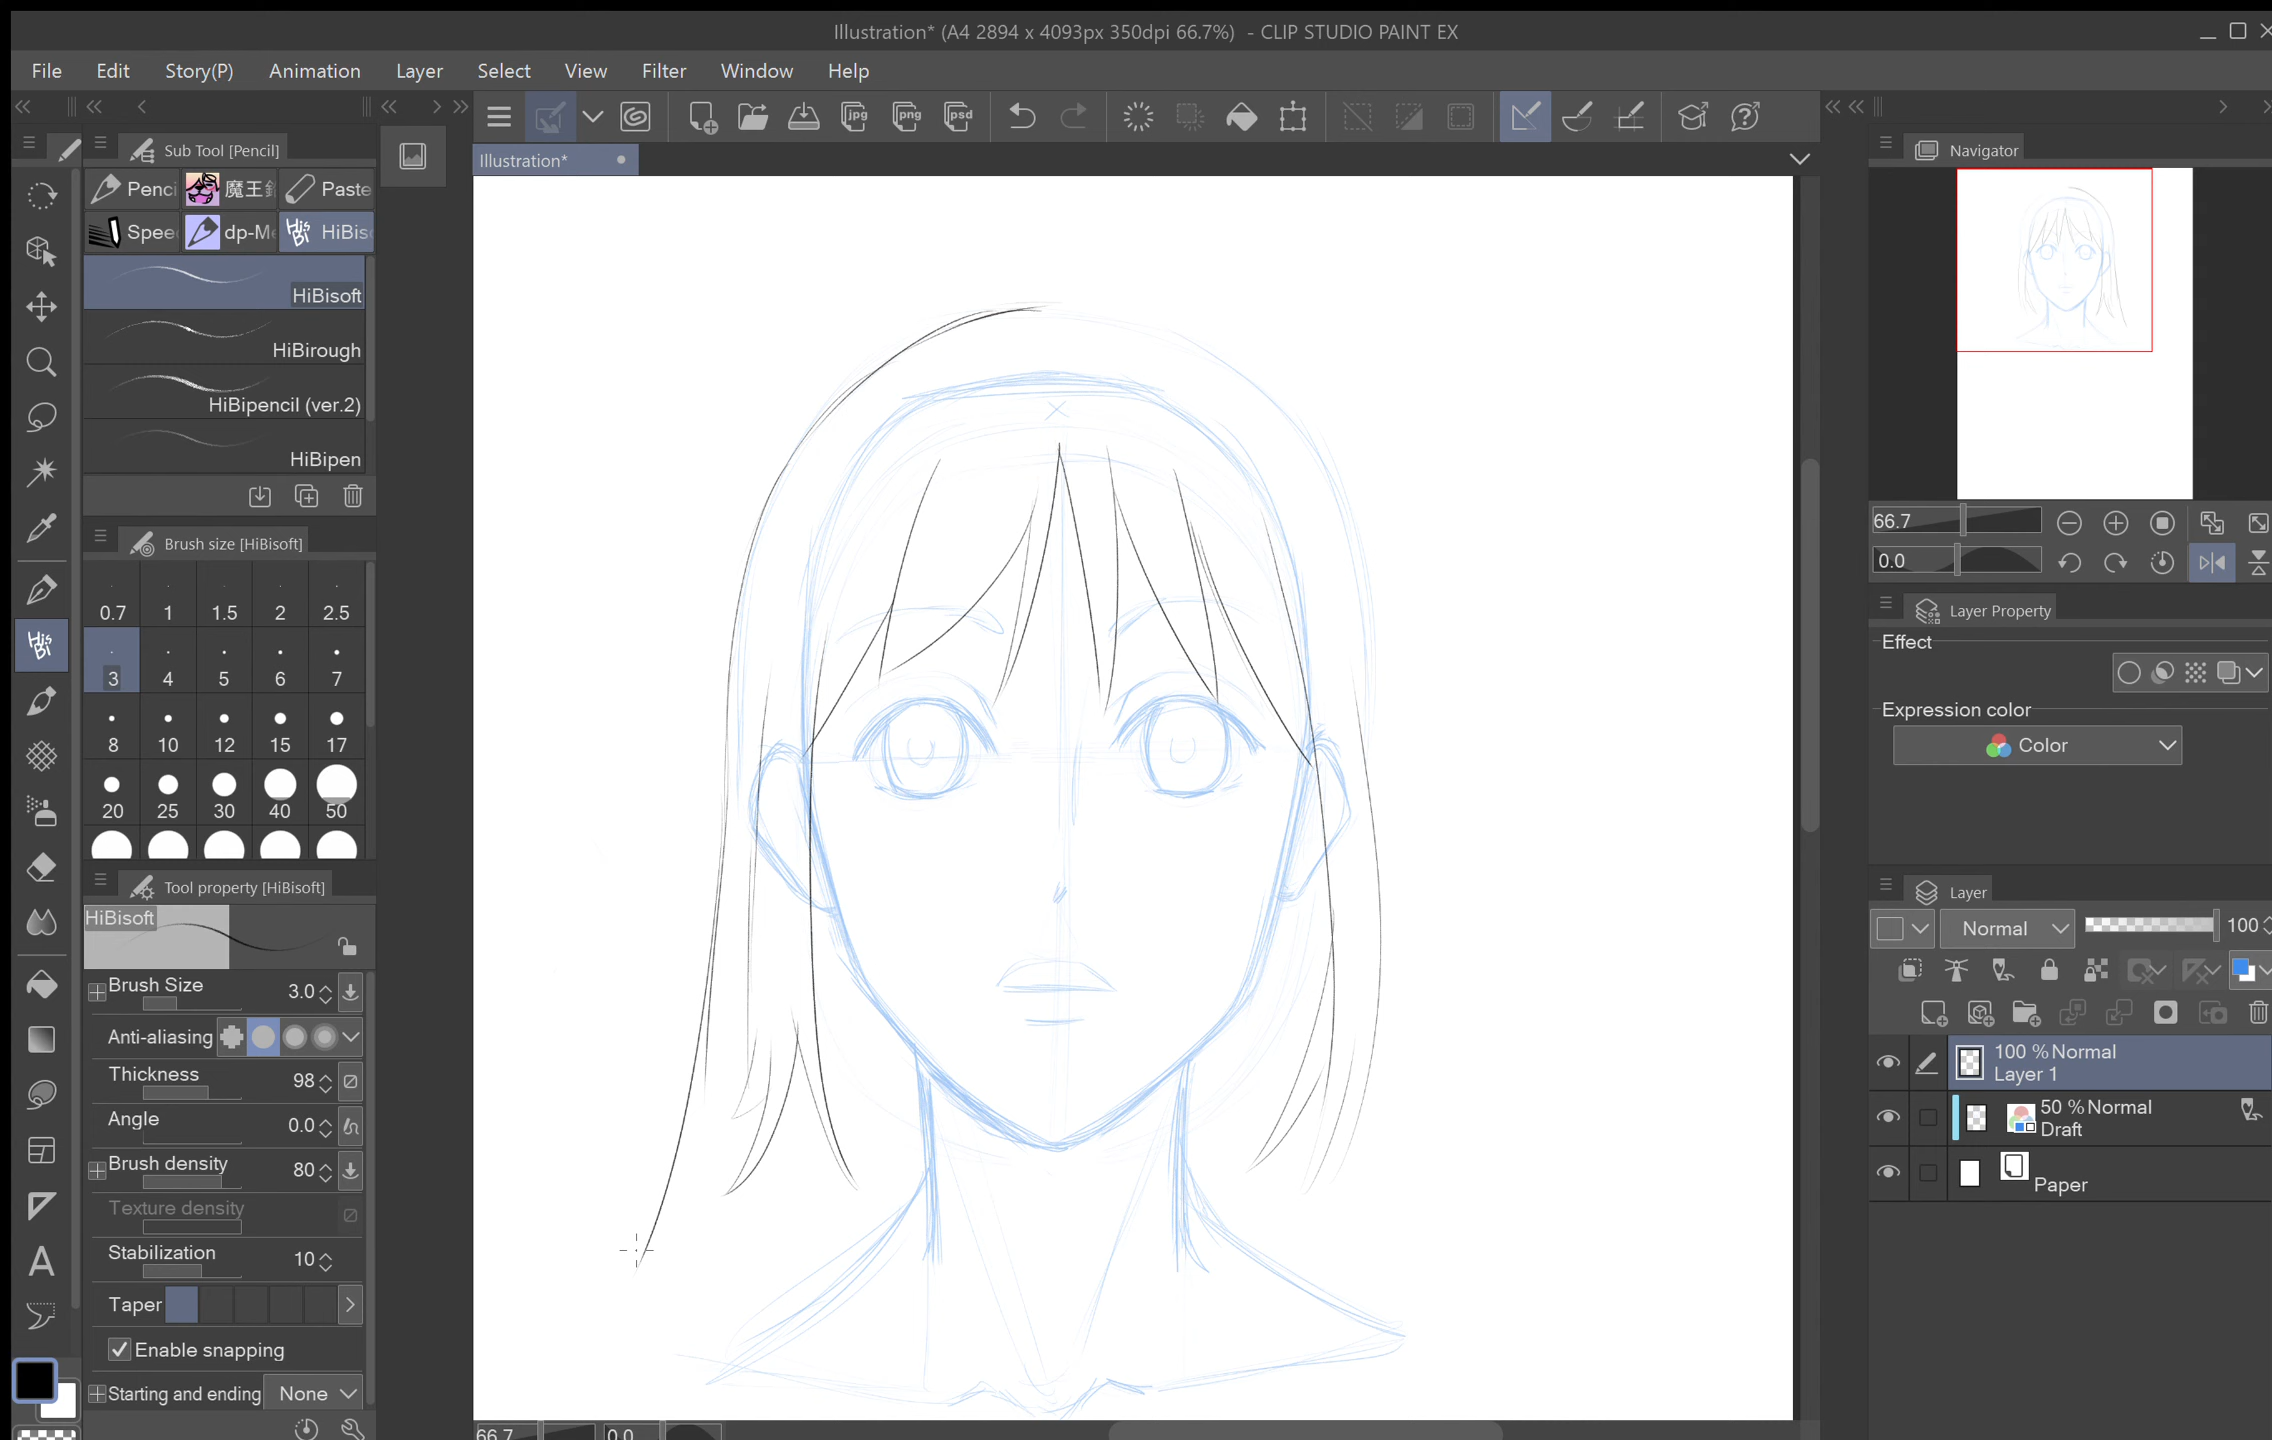 Illustration* (A4 2894 x 4093px 350dpi 66.7%) - CLIP STUDIO PAINT EX
File Edit Story(P) Animation Layer Select View Filter Window Help
jpg png psd
Sub Tool [Pencil]
Illustration*
Navigator
Penci 魔王 Paste
Spee dp-Me HiBis
HiBisoft
HiBirough
HiBipencil (ver.2)
HiBipen
Brush size [HiBisoft]
0.7 1 1.5 2 2.5
3 4 5 6 7
8 10 12 15 17
20 25 30 40 50
Tool property [HiBisoft]
HiBisoft
Brush Size 3.0
Anti-aliasing
Thickness 98
Angle 0.0
Brush density 80
Texture density
Stabilization 10
Taper
Enable snapping
Starting and ending None
66.7 0.0
66.7
0.0
Layer Property
Effect
Expression color
Color
Layer
Normal 100
100 %Normal
Layer 1
50 %Normal
Draft
Paper